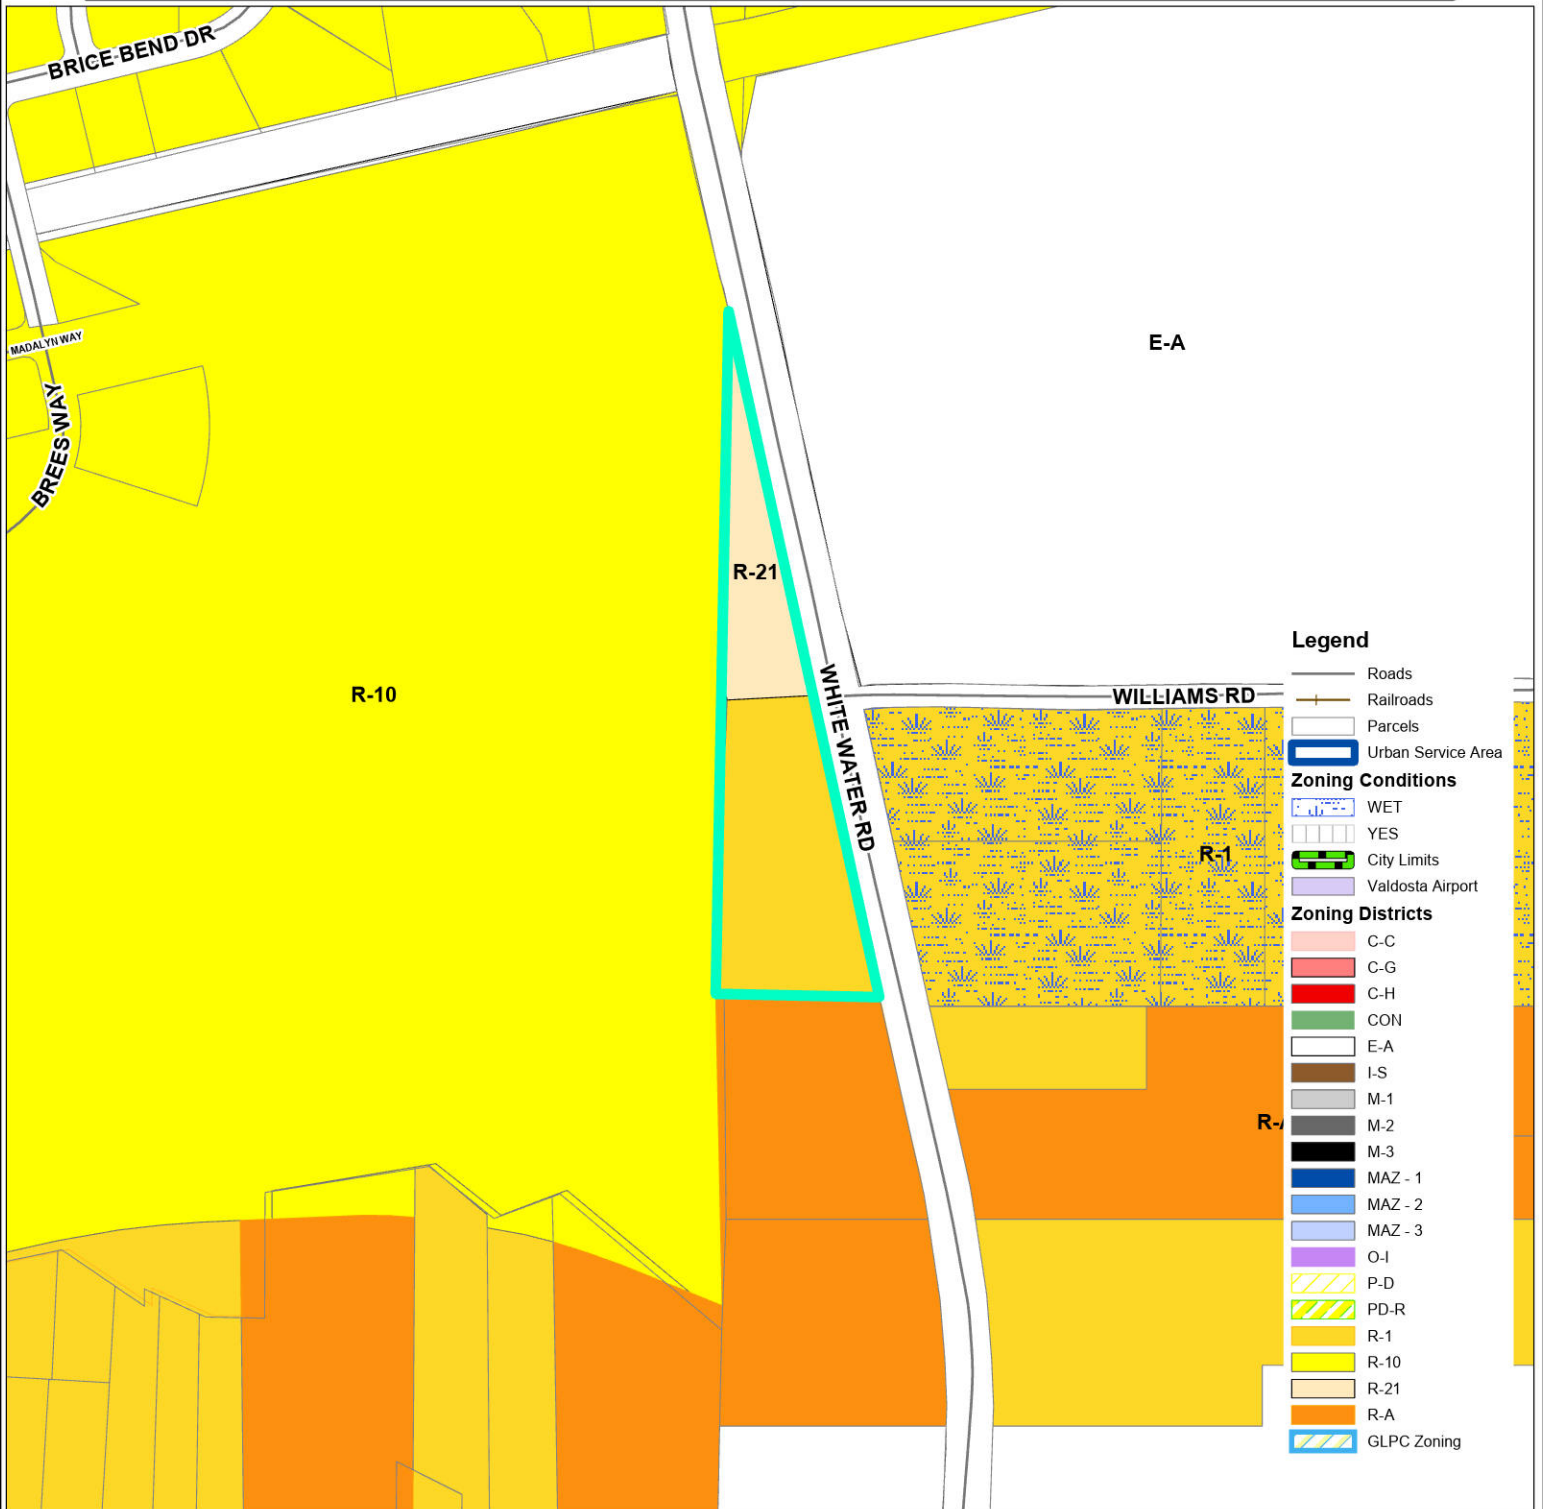 BRICE BEND DR
MADALYN WAY
BREES WAY
E-A
R-21
R-10
WHITE WATER RD
WILLIAMS RD
R-1
R-A
Legend
Roads
Railroads
Parcels
Urban Service Area
Zoning Conditions
WET
YES
City Limits
Valdosta Airport
Zoning Districts
C-C
C-G
C-H
CON
E-A
I-S
M-1
M-2
M-3
MAZ - 1
MAZ - 2
MAZ - 3
O-I
P-D
PD-R
R-1
R-10
R-21
R-A
GLPC Zoning